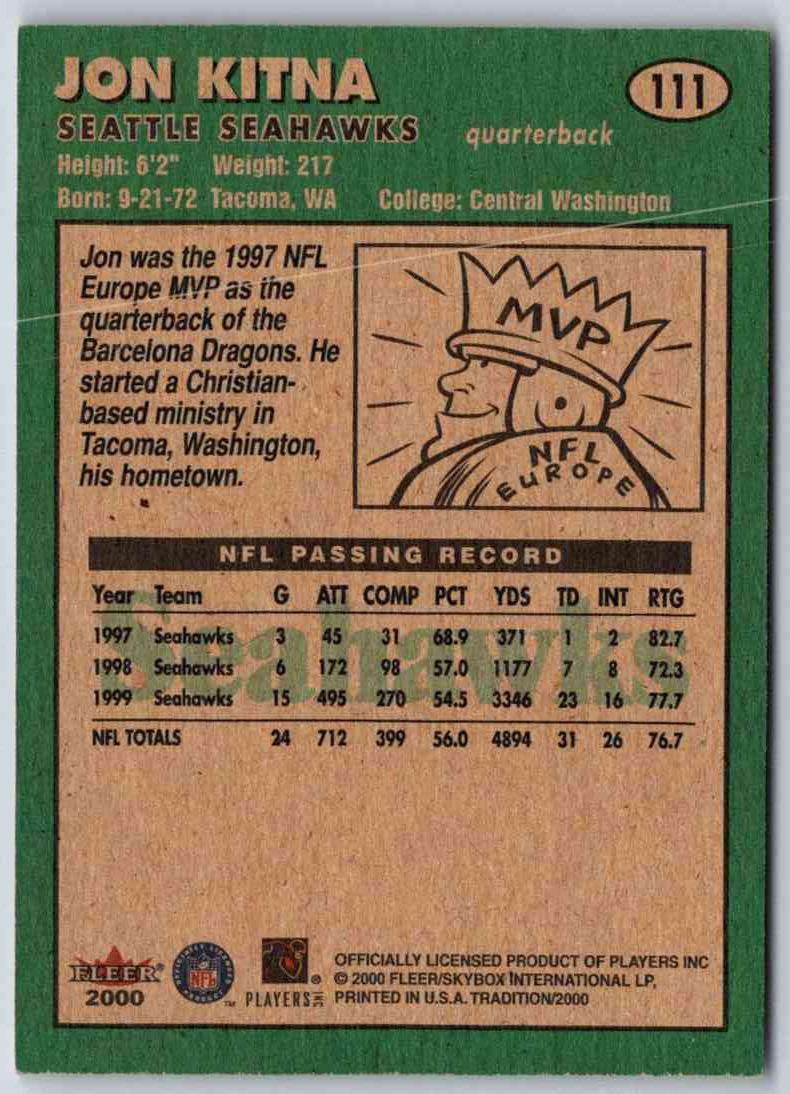 JON KITNA
111
SEATTLE SEAHAWKS quarterback
Height: 6'2" Weight: 217
Born: 9-21-72 Tacoma, WA College: Central Washington
Jon was the 1997 NFL
Europe MVP as the
quarterback of the
Barcelona Dragons. He
started a Christian-
based ministry in
Tacoma, Washington,
his hometown.
MVP
NFL
EUROPE
NFL PASSING RECORD
Seahawks
Year Team G ATT COMP PCT YDS TD INT RTG
1997 Seahawks 3 45 31 68.9 371 1 2 82.7
1998 Seahawks 6 172 98 57.0 1177 7 8 72.3
1999 Seahawks 15 495 270 54.5 3346 23 16 77.7
NFL TOTALS 24 712 399 56.0 4894 31 26 76.7
FLEER®
2000
NFL
™
®
PLAYERS INC
OFFICIALLY LICENSED PRODUCT OF PLAYERS INC
© 2000 FLEER/SKYBOX INTERNATIONAL LP,
PRINTED IN U.S.A. TRADITION/2000